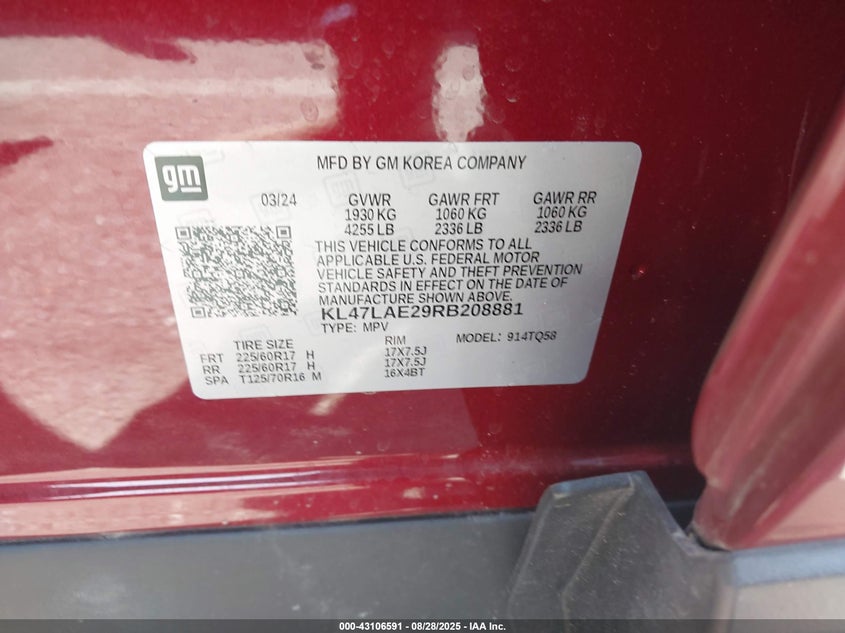 gm
MFD BY GM KOREA COMPANY
03/24 GVWR GAWR FRT GAWR RR
1930 KG 1060 KG 1060 KG
4255 LB 2336 LB 2336 LB
THIS VEHICLE CONFORMS TO ALL
APPLICABLE U.S. FEDERAL MOTOR
VEHICLE SAFETY AND THEFT PREVENTION
STANDARDS IN EFFECT ON THE DATE OF
MANUFACTURE SHOWN ABOVE.
KL47LAE29RB208881
TYPE: MPV MODEL: 914TQ58
TIRE SIZE RIM
FRT 225/60R17 H 17X7.5J
RR 225/60R17 H 17X7.5J
SPA T125/70R16 M 16X4BT
000-43106591 - 08/28/2025 - IAA Inc.